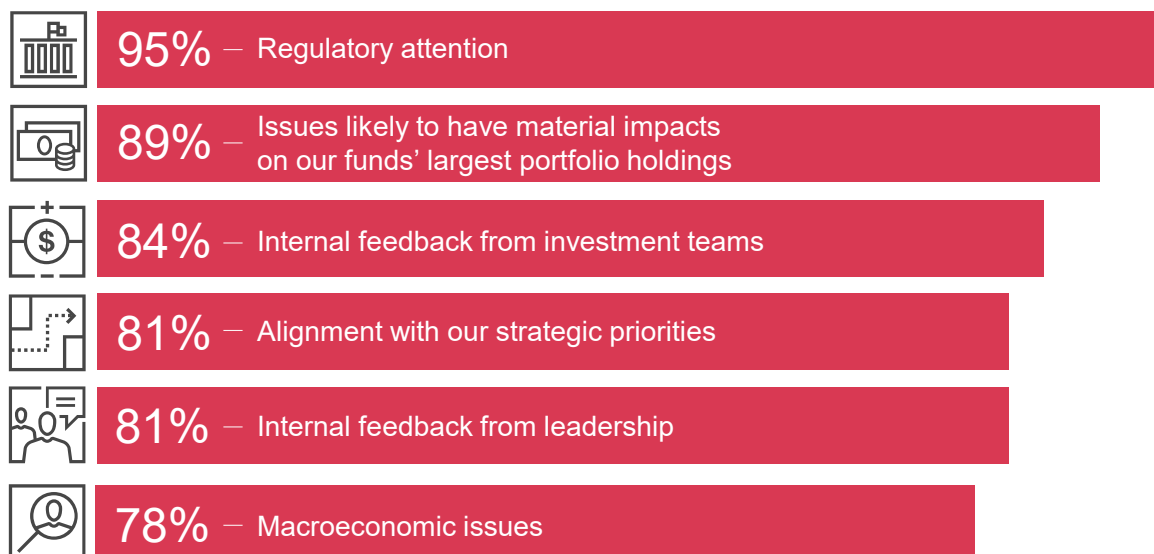 95% – Regulatory attention
89% – Issues likely to have material impacts
on our funds’ largest portfolio holdings
$
84% – Internal feedback from investment teams
81% – Alignment with our strategic priorities
81% – Internal feedback from leadership
78% – Macroeconomic issues